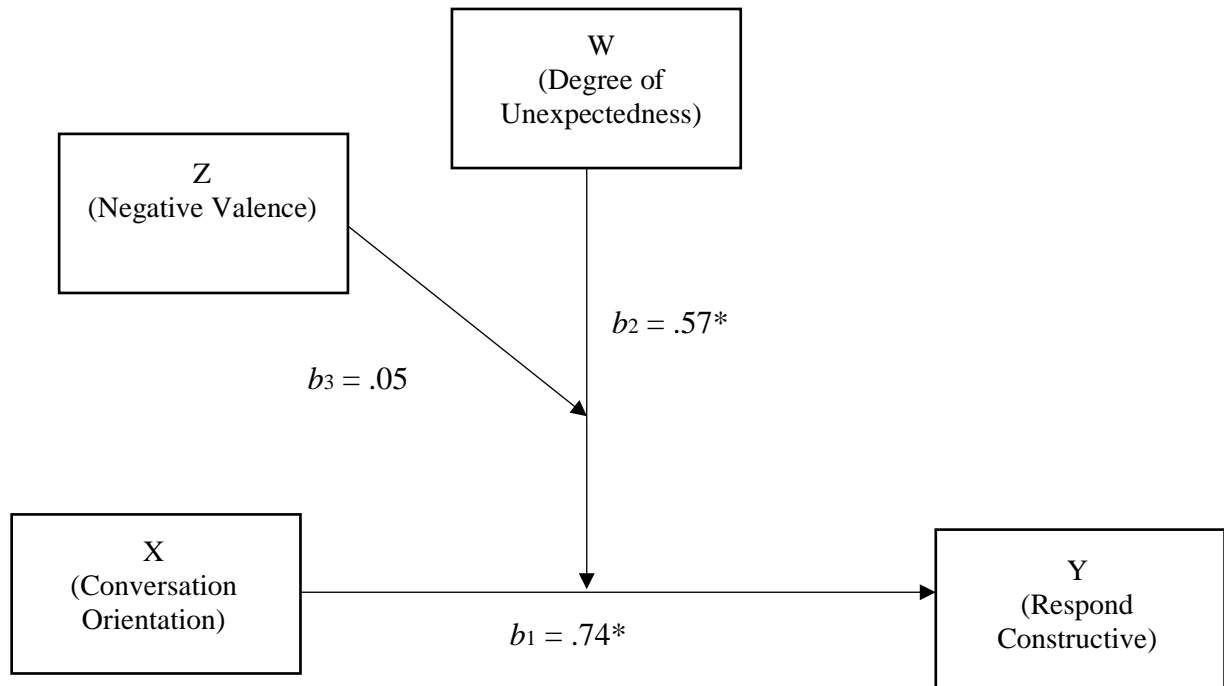 W
(Degree of
Unexpectedness)
Z
(Negative Valence)
b2 = .57*
b3 = .05
X
(Conversation
Orientation)
b1 = .74*
Y
(Respond
Constructive)